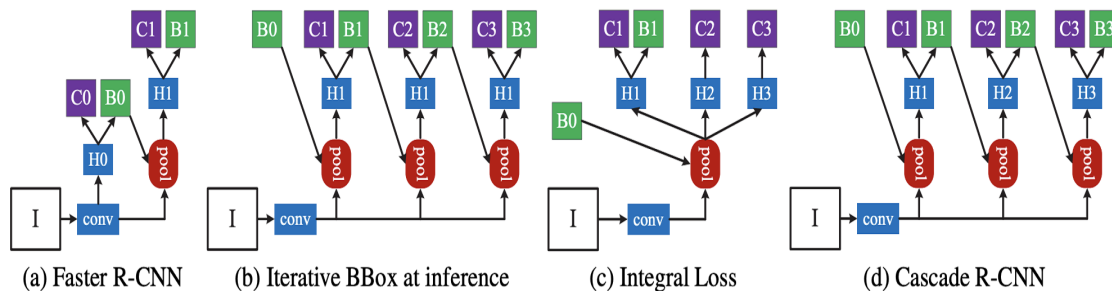 C1 B1
C0 B0 H1
H0 pool
I conv
(a) Faster R-CNN
B0 C1 B1 C2 B2 C3 B3
H1 H1 H1
pool pool pool
I conv
(b) Iterative BBox at inference
C1 B1 C2 C3
H1 H2 H3
B0 pool
I conv
(c) Integral Loss
B0 C1 B1 C2 B2 C3 B3
H1 H2 H3
pool pool pool
I conv
(d) Cascade R-CNN